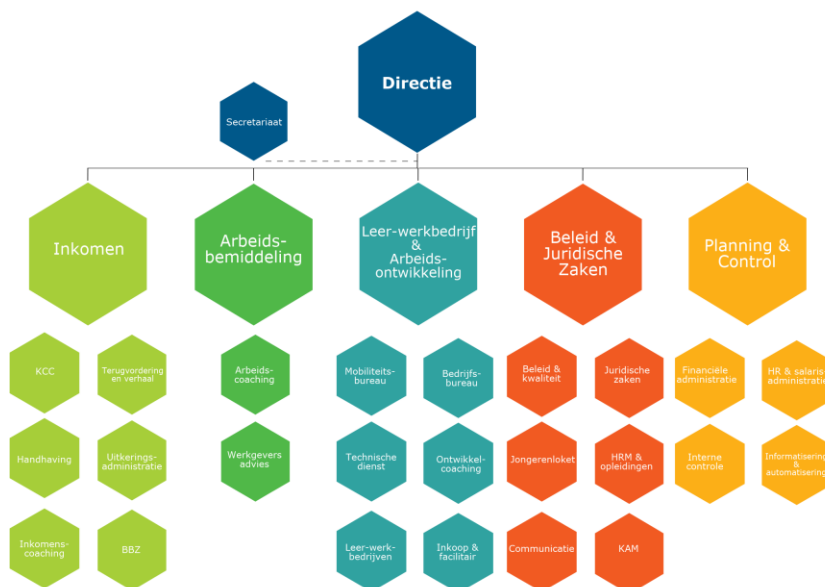 Directie
Secretariaat
Inkomen
Arbeids-
bemiddeling
Leer-werkbedrijf
&
Arbeids-
ontwikkeling
Beleid &
Juridische
Zaken
Planning &
Control
KCC
Terugvordering
en verhaal
Arbeids-
coaching
Mobiliteits-
bureau
Bedrijfs-
bureau
Beleid &
kwaliteit
Juridische
zaken
Financiële
administratie
HR & salaris
administratie
Handhaving
Uitkerings-
administratie
Werkgevers
advies
Technische
dienst
Ontwikkel-
coaching
Jongerenloket
HRM &
opleidingen
Interne
controle
Informatisering
&
automatisering
Inkomens-
coaching
BBZ
Leer-werk-
bedrijven
Inkoop &
facilitair
Communicatie
KAM